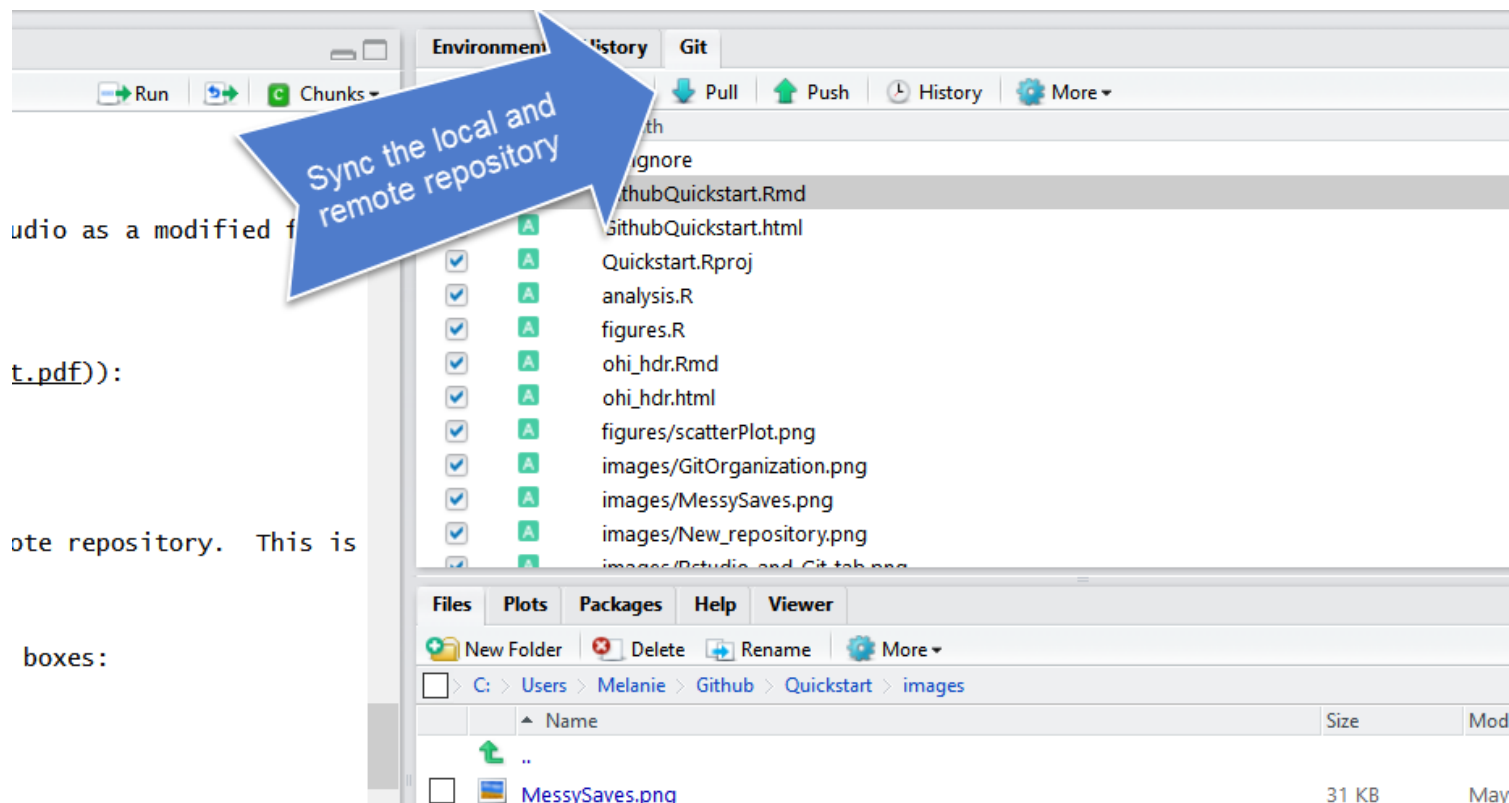 Environment History Git
Run Chunks
Pull Push History More
Sync the local and
remote repository
GithubQuickstart.Rmd
udio as a modified
A GithubQuickstart.html
A Quickstart.Rproj
A analysis.R
A figures.R
t.pdf)):
A ohi_hdr.Rmd
A ohi_hdr.html
A figures/scatterPlot.png
A images/GitOrganization.png
A images/MessySaves.png
ote repository. This is
A images/New_repository.png
images/Rstudio_and_Git_tab.png
Files Plots Packages Help Viewer
New Folder Delete Rename More
boxes:
C: > Users > Melanie > Github > Quickstart > images
Name Size Mod
..
MessySaves.png 31 KB May